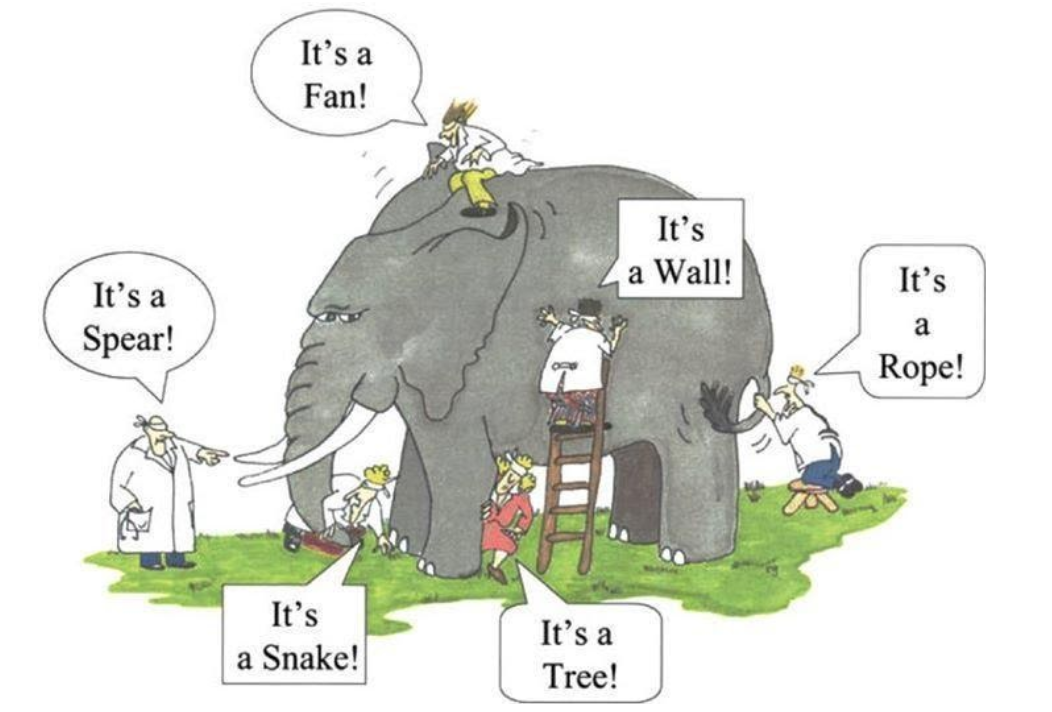 It's a
Fan!
It's
a Wall!
It's
a
Rope!
It's a
Spear!
It's
a Snake!
It's a
Tree!